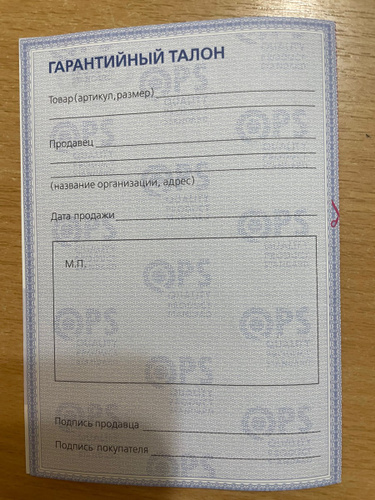 ГАРАНТИЙНЫЙ ТАЛОН
Товар (артикул, размер)
Продавец
(название организации, адрес)
Дата продажи
М.П.
Подпись продавца
Подпись покупателя